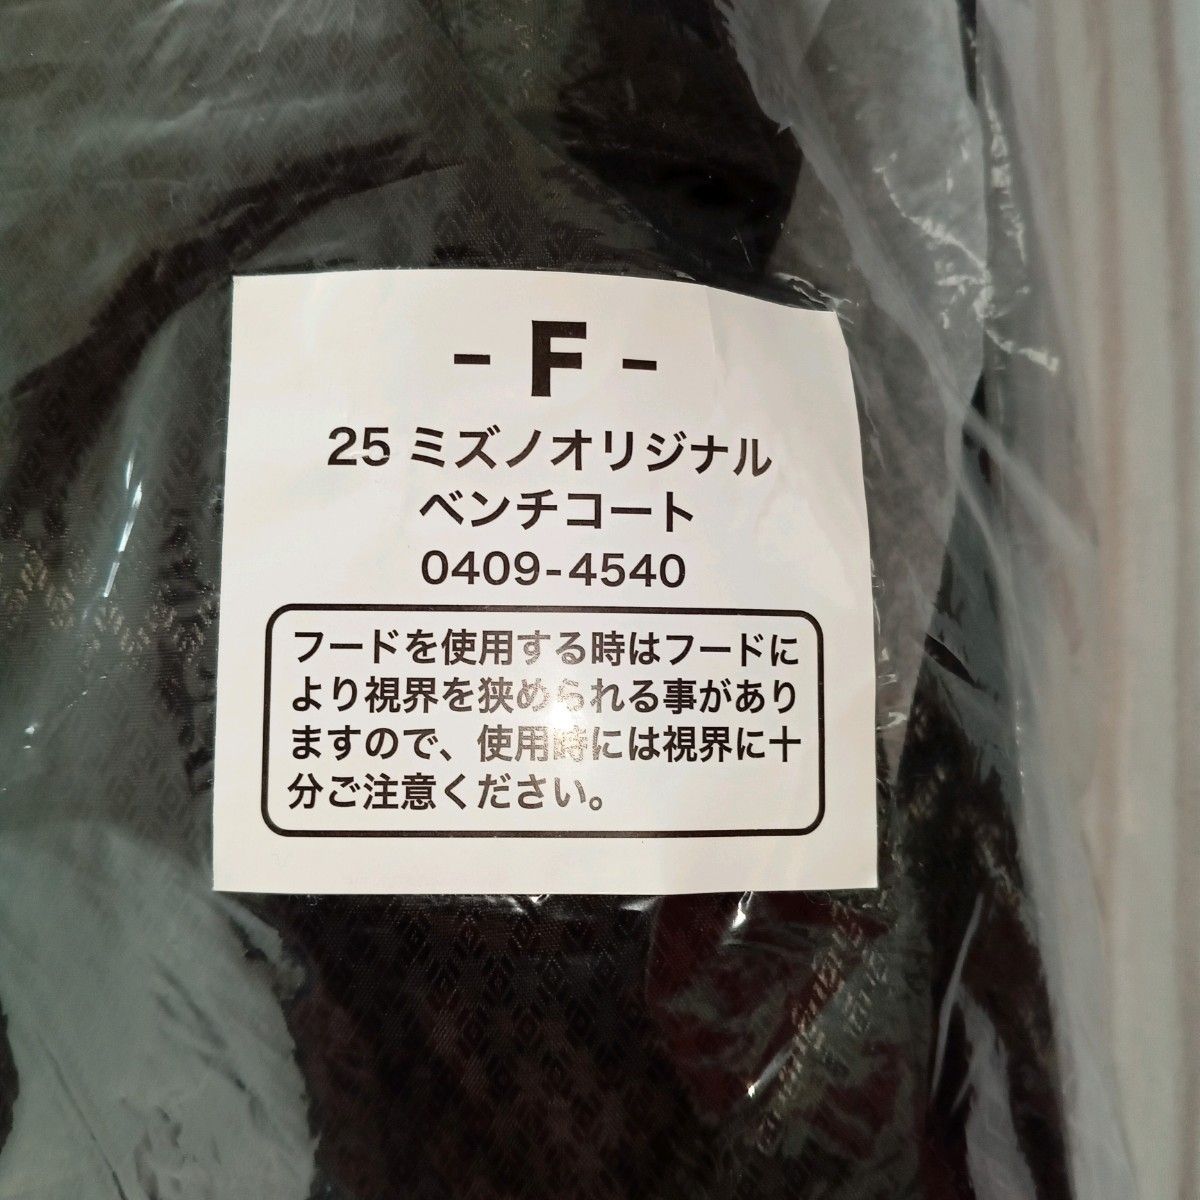 - F -
25 ミズノオリジナル
ベンチコート
0409-4540
フードを使用する時はフードに
より視界を狭められる事があり
ますので、使用時には視界に十
分ご注意ください。